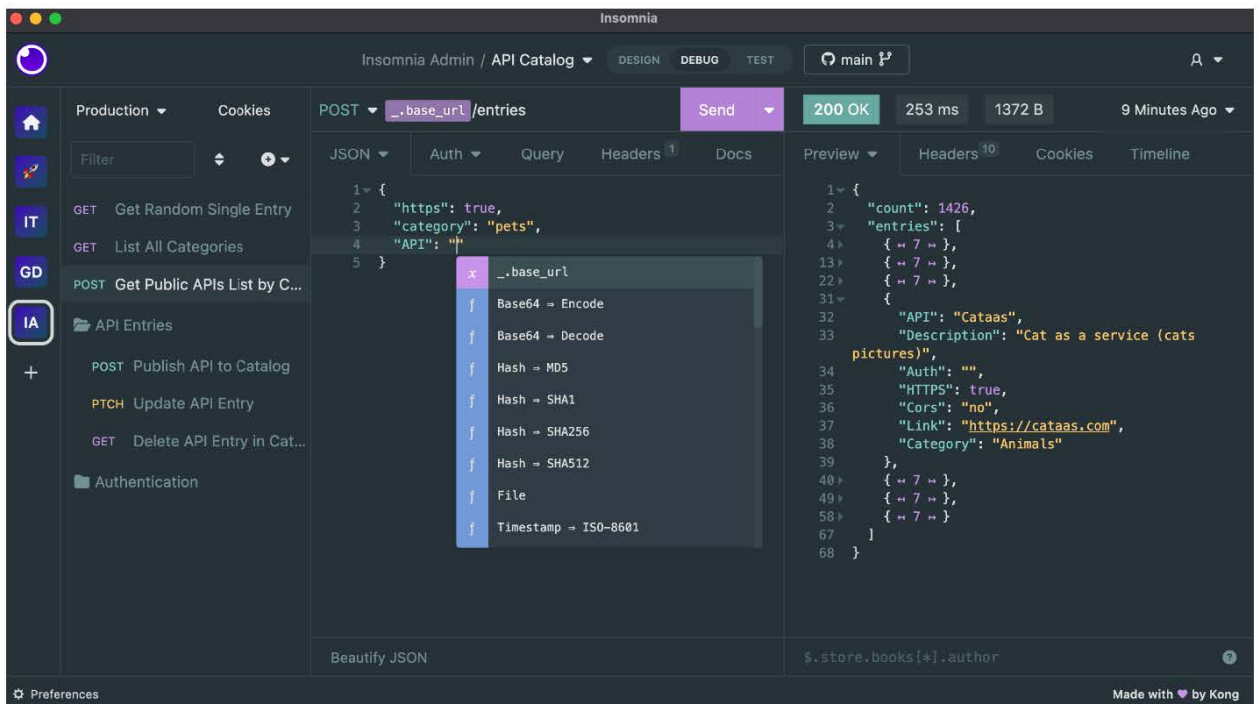 Insomnia
Insomnia Admin / API Catalog
DESIGN DEBUG TEST
main
Production Cookies
Filter
IT
GD
IA
GET Get Random Single Entry
GET List All Categories
POST Get Public APIs List by C...
API Entries
POST Publish API to Catalog
PTCH Update API Entry
GET Delete API Entry in Cat...
Authentication
POST _.base_url /entries Send
JSON Auth Query Headers 1 Docs
1 {
2 "https": true,
3 "category": "pets",
4 "API": ""
5 }
x _.base_url
f Base64 ⇒ Encode
f Base64 ⇒ Decode
f Hash ⇒ MD5
f Hash ⇒ SHA1
f Hash ⇒ SHA256
f Hash ⇒ SHA512
f File
f Timestamp ⇒ ISO-8601
Beautify JSON
200 OK 253 ms 1372 B 9 Minutes Ago
Preview Headers 10 Cookies Timeline
1 {
2 "count": 1426,
3 "entries": [
4 { ↤ 7 ↦ },
13 { ↤ 7 ↦ },
22 { ↤ 7 ↦ },
31 {
32 "API": "Cataas",
33 "Description": "Cat as a service (cats
pictures)",
34 "Auth": "",
35 "HTTPS": true,
36 "Cors": "no",
37 "Link": "https://cataas.com",
38 "Category": "Animals"
39 },
40 { ↤ 7 ↦ },
49 { ↤ 7 ↦ },
58 { ↤ 7 ↦ }
67 ]
68 }
$.store.books[*].author
Preferences
Made with ♥ by Kong